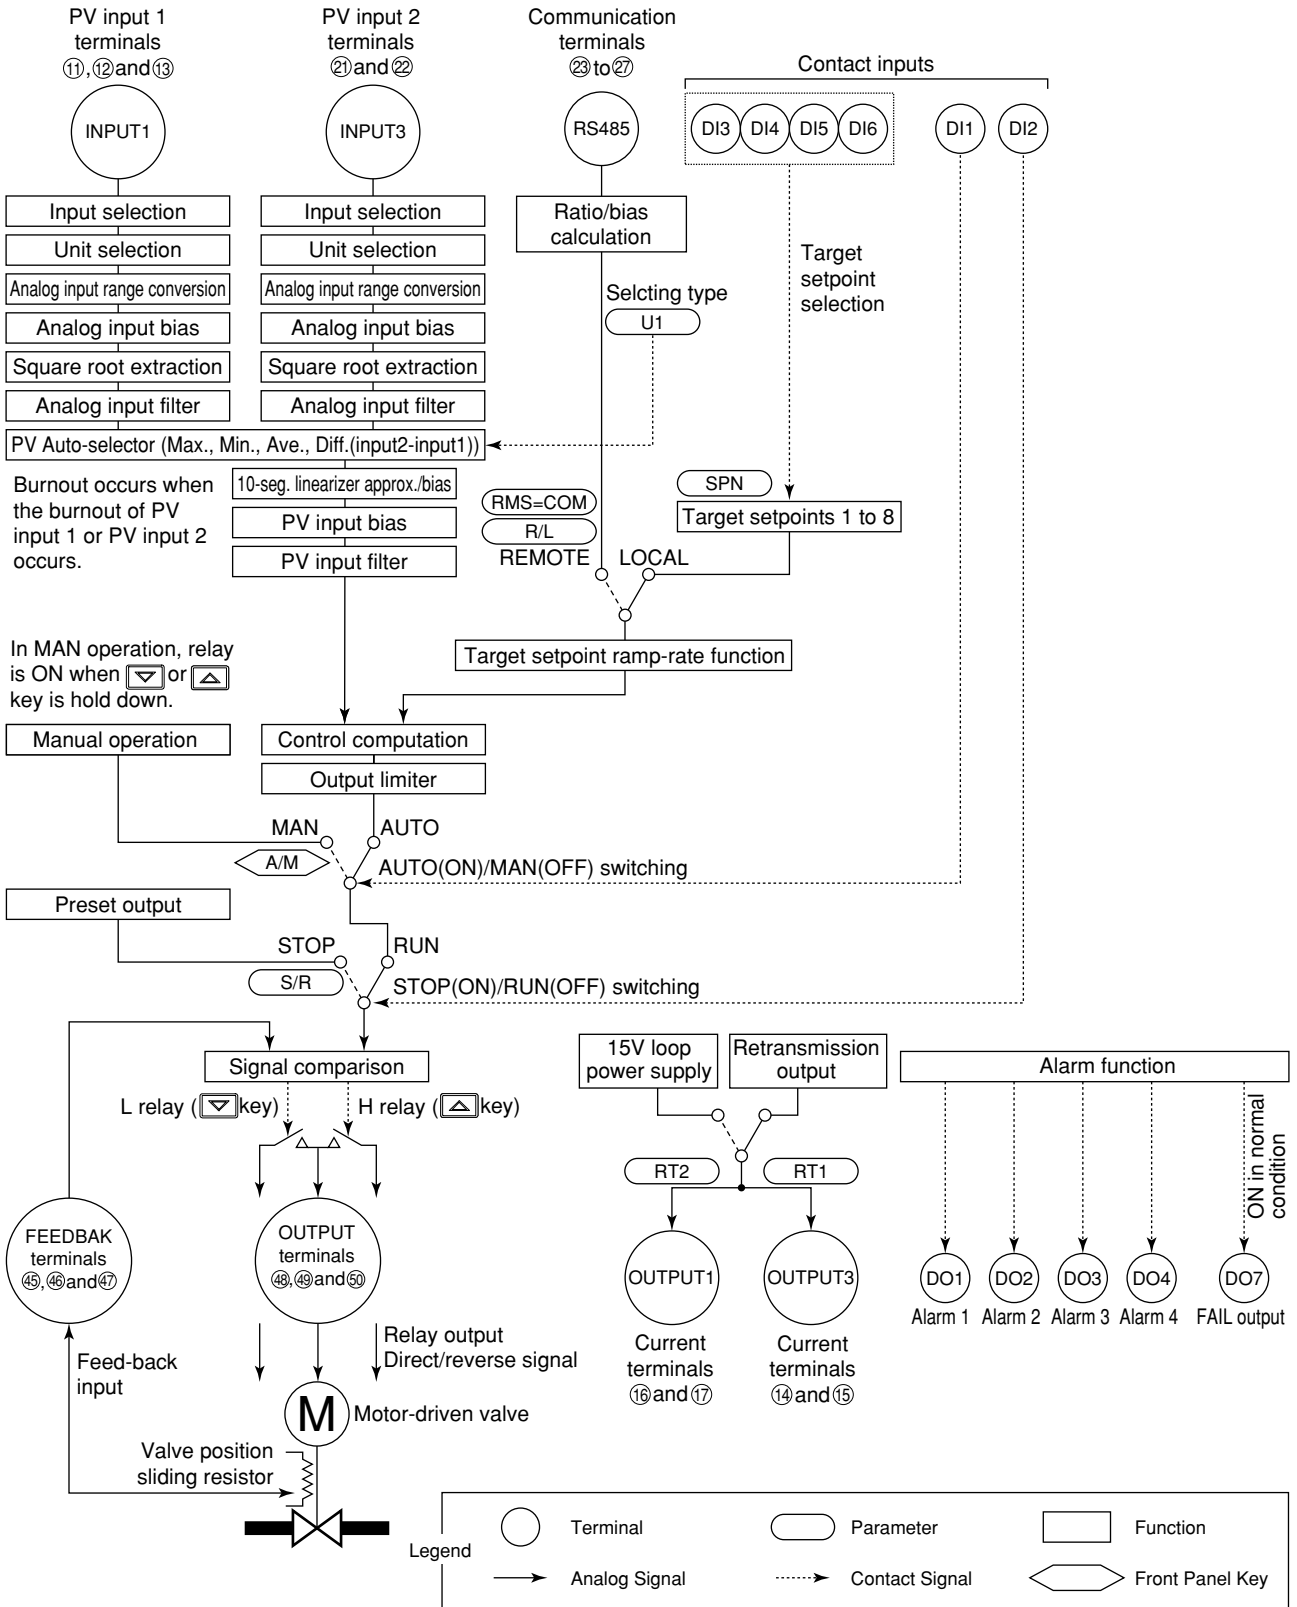 PV input 1
terminals
⑪,⑫and⑬
PV input 2
terminals
㉑and㉒
Communication
terminals
㉓to㉗
Contact inputs
INPUT1
INPUT3
RS485
DI3
DI4
DI5
DI6
DI1
DI2
Input selection
Unit selection
Analog input range conversion
Analog input bias
Square root extraction
Analog input filter
Input selection
Unit selection
Analog input range conversion
Analog input bias
Square root extraction
Analog input filter
Ratio/bias
calculation
Selcting type
U1
Target
setpoint
selection
PV Auto-selector (Max., Min., Ave., Diff.(input2-input1))
Burnout occurs when
the burnout of PV
input 1 or PV input 2
occurs.
10-seg. linearizer approx./bias
PV input bias
PV input filter
RMS=COM
R/L
REMOTE
LOCAL
SPN
Target setpoints 1 to 8
In MAN operation, relay
is ON when ▽ or △
key is hold down.
Target setpoint ramp-rate function
Manual operation
Control computation
Output limiter
MAN
AUTO
A/M
AUTO(ON)/MAN(OFF) switching
Preset output
STOP
RUN
S/R
STOP(ON)/RUN(OFF) switching
Signal comparison
L relay (▽key)
H relay (△key)
15V loop
power supply
Retransmission
output
Alarm function
ON in normal
condition
RT2
RT1
FEEDBAK
terminals
㊺,㊻and㊼
OUTPUT
terminals
㊽,㊾and㊿
OUTPUT1
OUTPUT3
DO1
DO2
DO3
DO4
DO7
Alarm 1
Alarm 2
Alarm 3
Alarm 4
FAIL output
Current
terminals
⑯and⑰
Current
terminals
⑭and⑮
Feed-back
input
Relay output
Direct/reverse signal
M
Motor-driven valve
Valve position
sliding resistor
Legend
Terminal
Parameter
Function
Analog Signal
Contact Signal
Front Panel Key